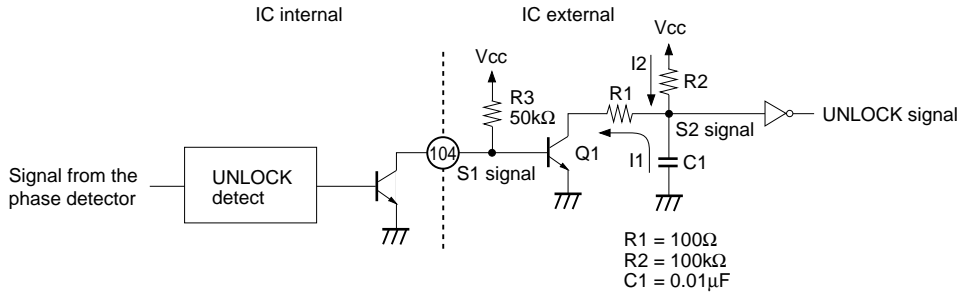 IC internal
IC external
Vcc
Vcc
I2
R2
R3
50kΩ
R1
UNLOCK signal
S2 signal
104
S1 signal
Q1
I1
C1
Signal from the
phase detector
UNLOCK
detect
R1 = 100Ω
R2 = 100kΩ
C1 = 0.01µF